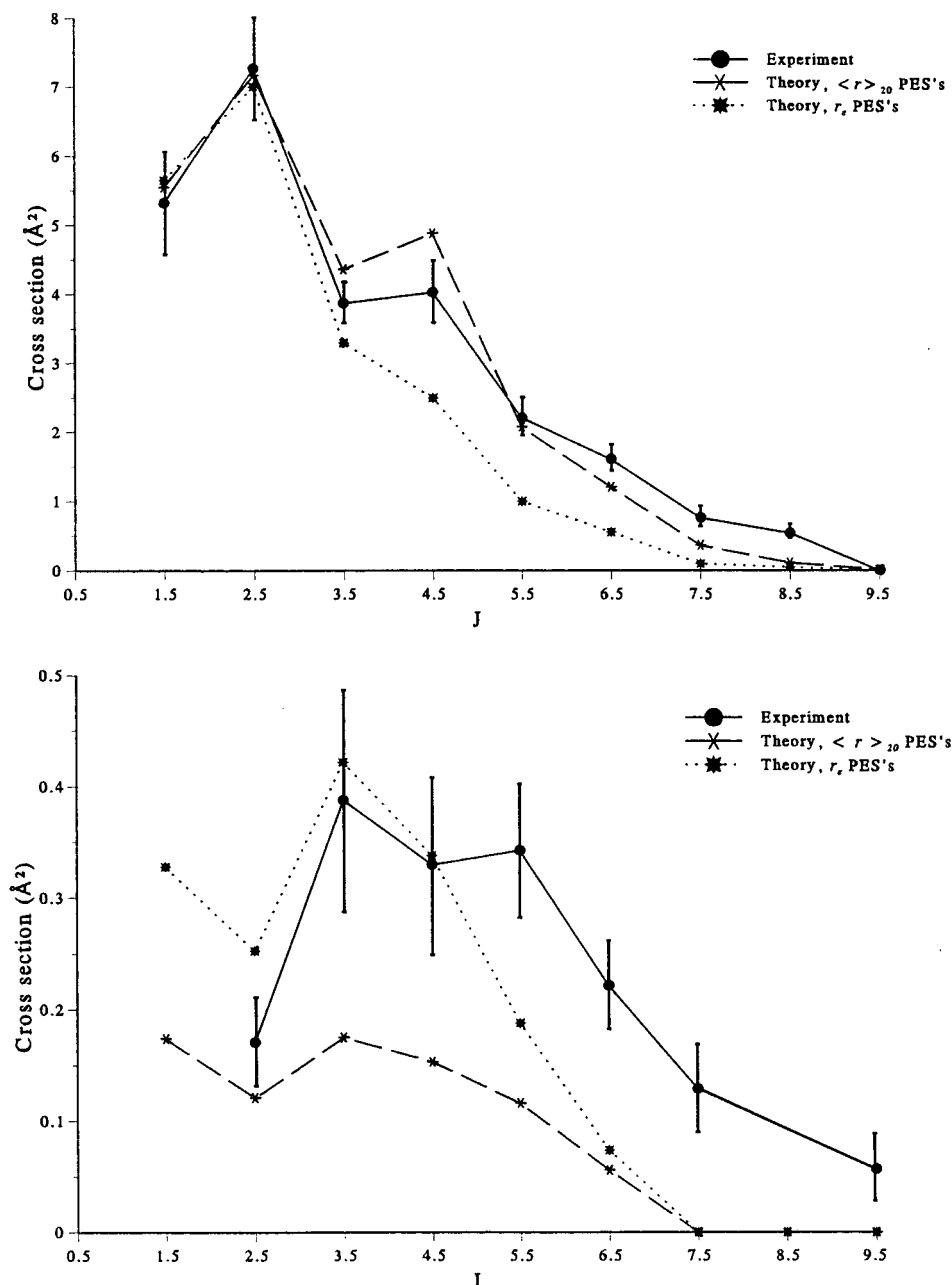 8
7
6
5
4
3
2
1
0
Cross section (Å²)
Experiment
Theory, < r >₂₀ PES's
Theory, rₑ PES's
0.5 1.5 2.5 3.5 4.5 5.5 6.5 7.5 8.5 9.5
J
0.5
0.4
0.3
0.2
0.1
0
Cross section (Å²)
Experiment
Theory, < r >₂₀ PES's
Theory, rₑ PES's
0.5 1.5 2.5 3.5 4.5 5.5 6.5 7.5 8.5 9.5
J